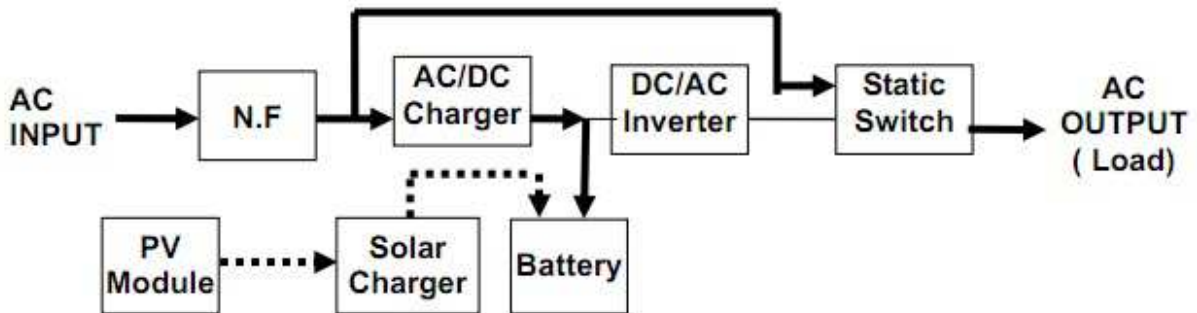 AC
INPUT
N.F
AC/DC
Charger
DC/AC
Inverter
Static
Switch
AC
OUTPUT
( Load)
PV
Module
Solar
Charger
Battery